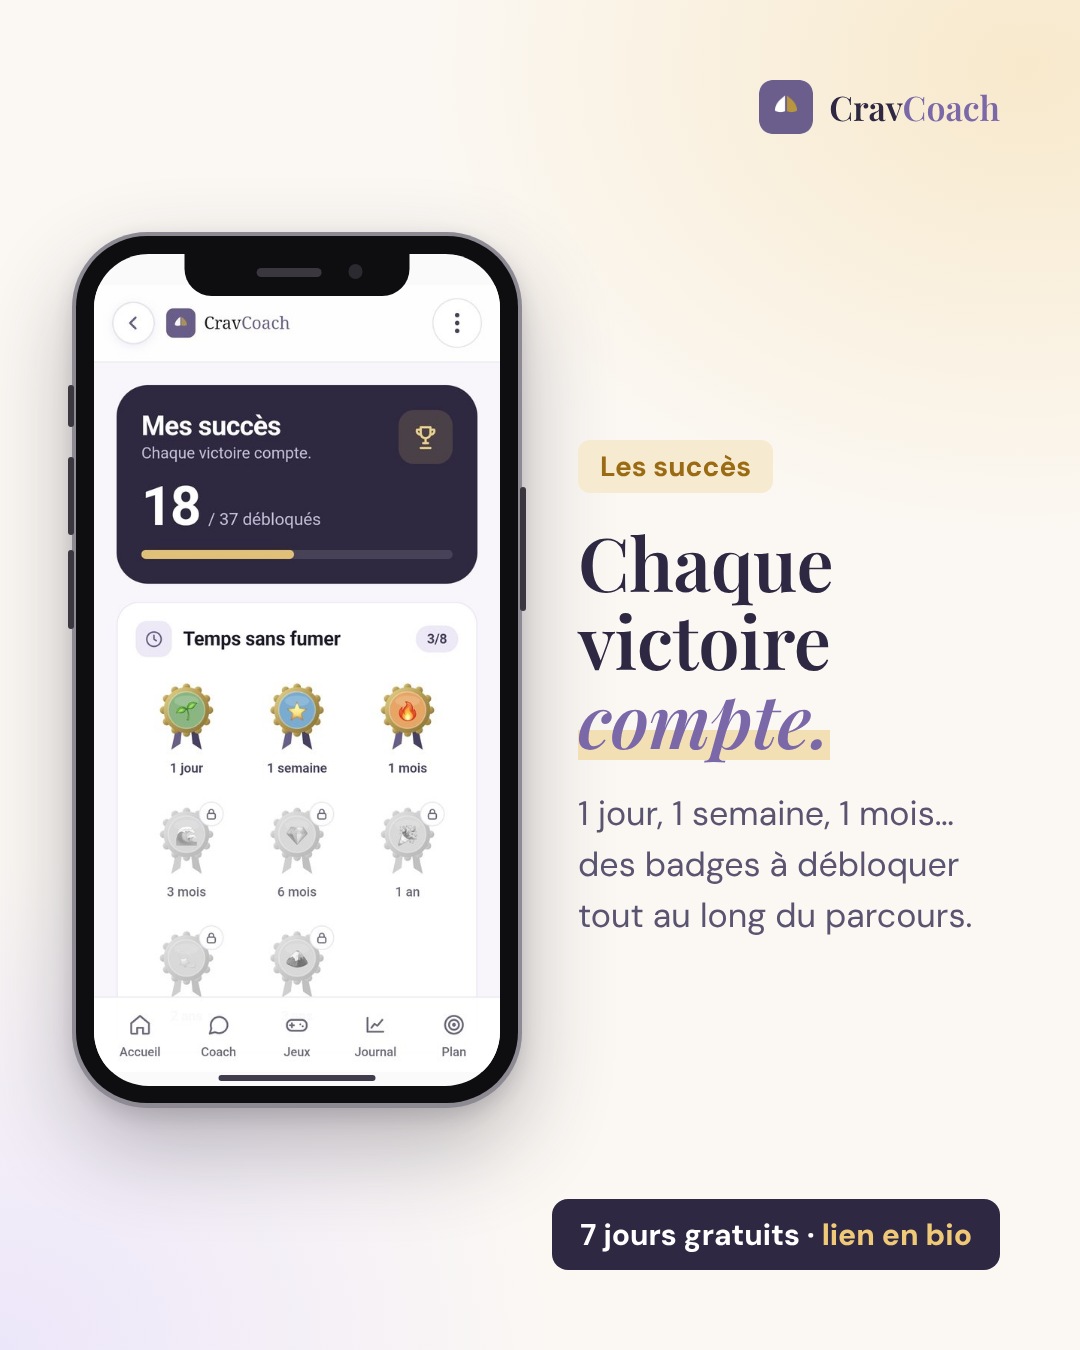 CravCoach
CravCoach
Mes succès
Chaque victoire compte.
18 / 37 débloqués
Temps sans fumer 3/8
1 jour 1 semaine 1 mois
3 mois 6 mois 1 an
Accueil Coach Jeux Journal Plan
Les succès
Chaque
victoire
compte.
1 jour, 1 semaine, 1 mois...
des badges à débloquer
tout au long du parcours.
7 jours gratuits · lien en bio